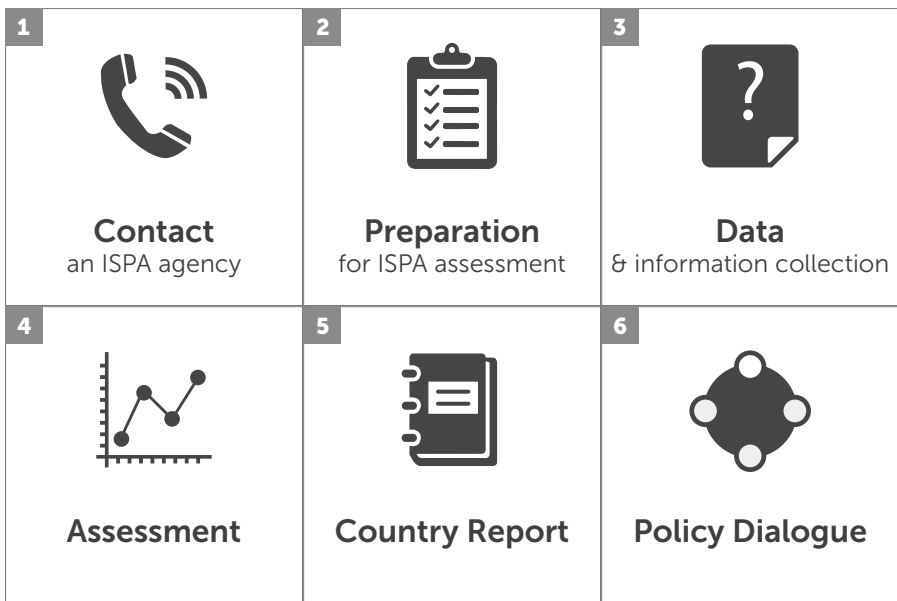 1
Contact
an ISPA agency
2
Preparation
for ISPA assessment
3
?
Data
& information collection
4
Assessment
5
Country Report
6
Policy Dialogue